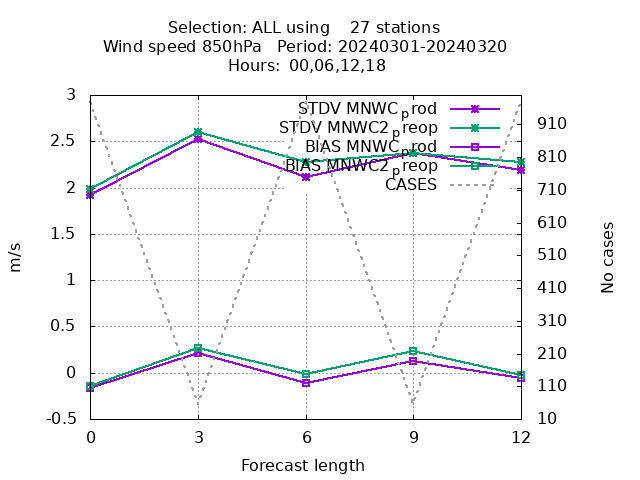 Selection: ALL using    27 stations
Wind speed 850hPa   Period: 20240301-20240320
Hours: 00,06,12,18
3
2.5
2
1.5
1
0.5
0
-0.5
910
810
710
610
510
410
310
210
110
10
STDV MNWC_prod
STDV MNWC2_preop
BIAS MNWC_prod
BIAS MNWC2_preop
CASES
m/s
No cases
0 3 6 9 12
Forecast length